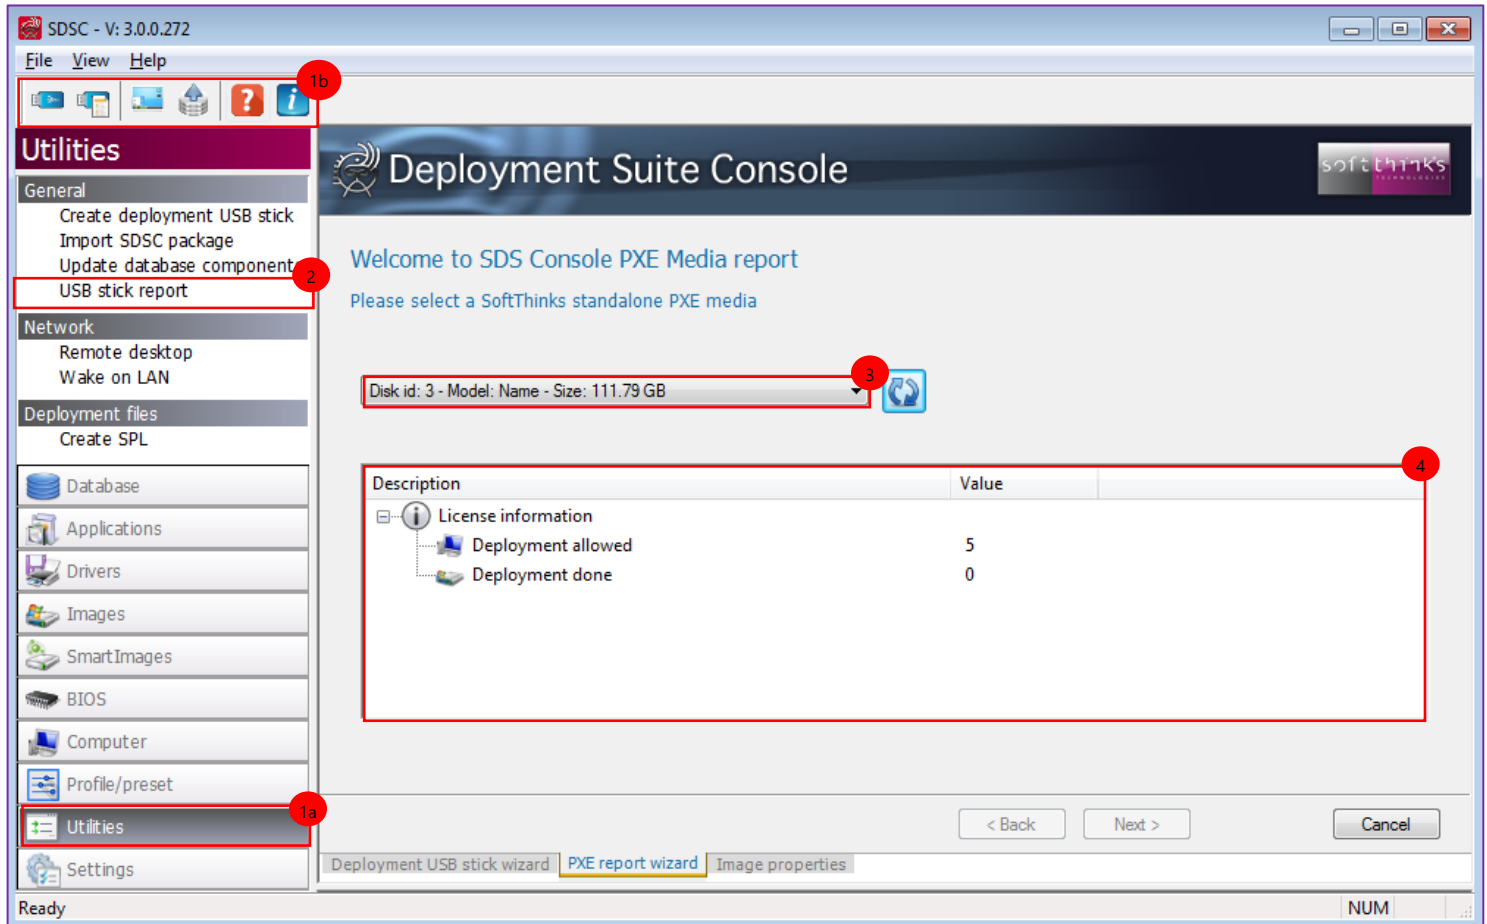 SDSC - V: 3.0.0.272
File View Help
1b
Utilities
General
Create deployment USB stick
Import SDSC package
Update database component
2
USB stick report
Network
Remote desktop
Wake on LAN
Deployment files
Create SPL
Database
Applications
Drivers
Images
SmartImages
BIOS
Computer
Profile/preset
1a
Utilities
Settings
Deployment Suite Console
softthinks
TECHNOLOGIES
Welcome to SDS Console PXE Media report
Please select a SoftThinks standalone PXE media
3
Disk id: 3 - Model: Name - Size: 111.79 GB
4
Description Value
License information
Deployment allowed 5
Deployment done 0
< Back Next > Cancel
Deployment USB stick wizard PXE report wizard Image properties
Ready NUM